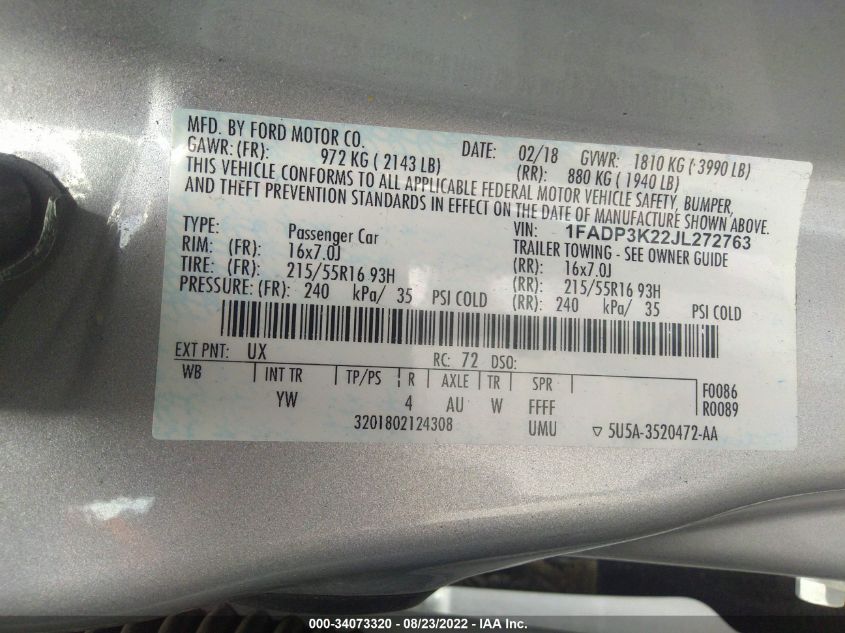 MFD. BY FORD MOTOR CO.
DATE: 02/18 GVWR: 1810 KG ( 3990 LB)
GAWR:(FR): 972 KG ( 2143 LB) (RR): 880 KG ( 1940 LB)
THIS VEHICLE CONFORMS TO ALL APPLICABLE FEDERAL MOTOR VEHICLE SAFETY, BUMPER,
AND THEFT PREVENTION STANDARDS IN EFFECT ON THE DATE OF MANUFACTURE SHOWN ABOVE.
VIN: 1FADP3K22JL272763
TYPE: Passenger Car TRAILER TOWING - SEE OWNER GUIDE
RIM: (FR): 16x7.0J (RR): 16x7.0J
TIRE: (FR): 215/55R16 93H (RR): 215/55R16 93H
PRESSURE: (FR): 240 kPa/ 35 PSI COLD (RR): 240 kPa/ 35 PSI COLD
EXT PNT: UX RC: 72 DSO:
WB INT TR TP/PS R AXLE TR SPR F0086
YW 4 AU W FFFF R0089
3201802124308 UMU ▽ 5U5A-3520472-AA
000-34073320 - 08/23/2022 - IAA Inc.